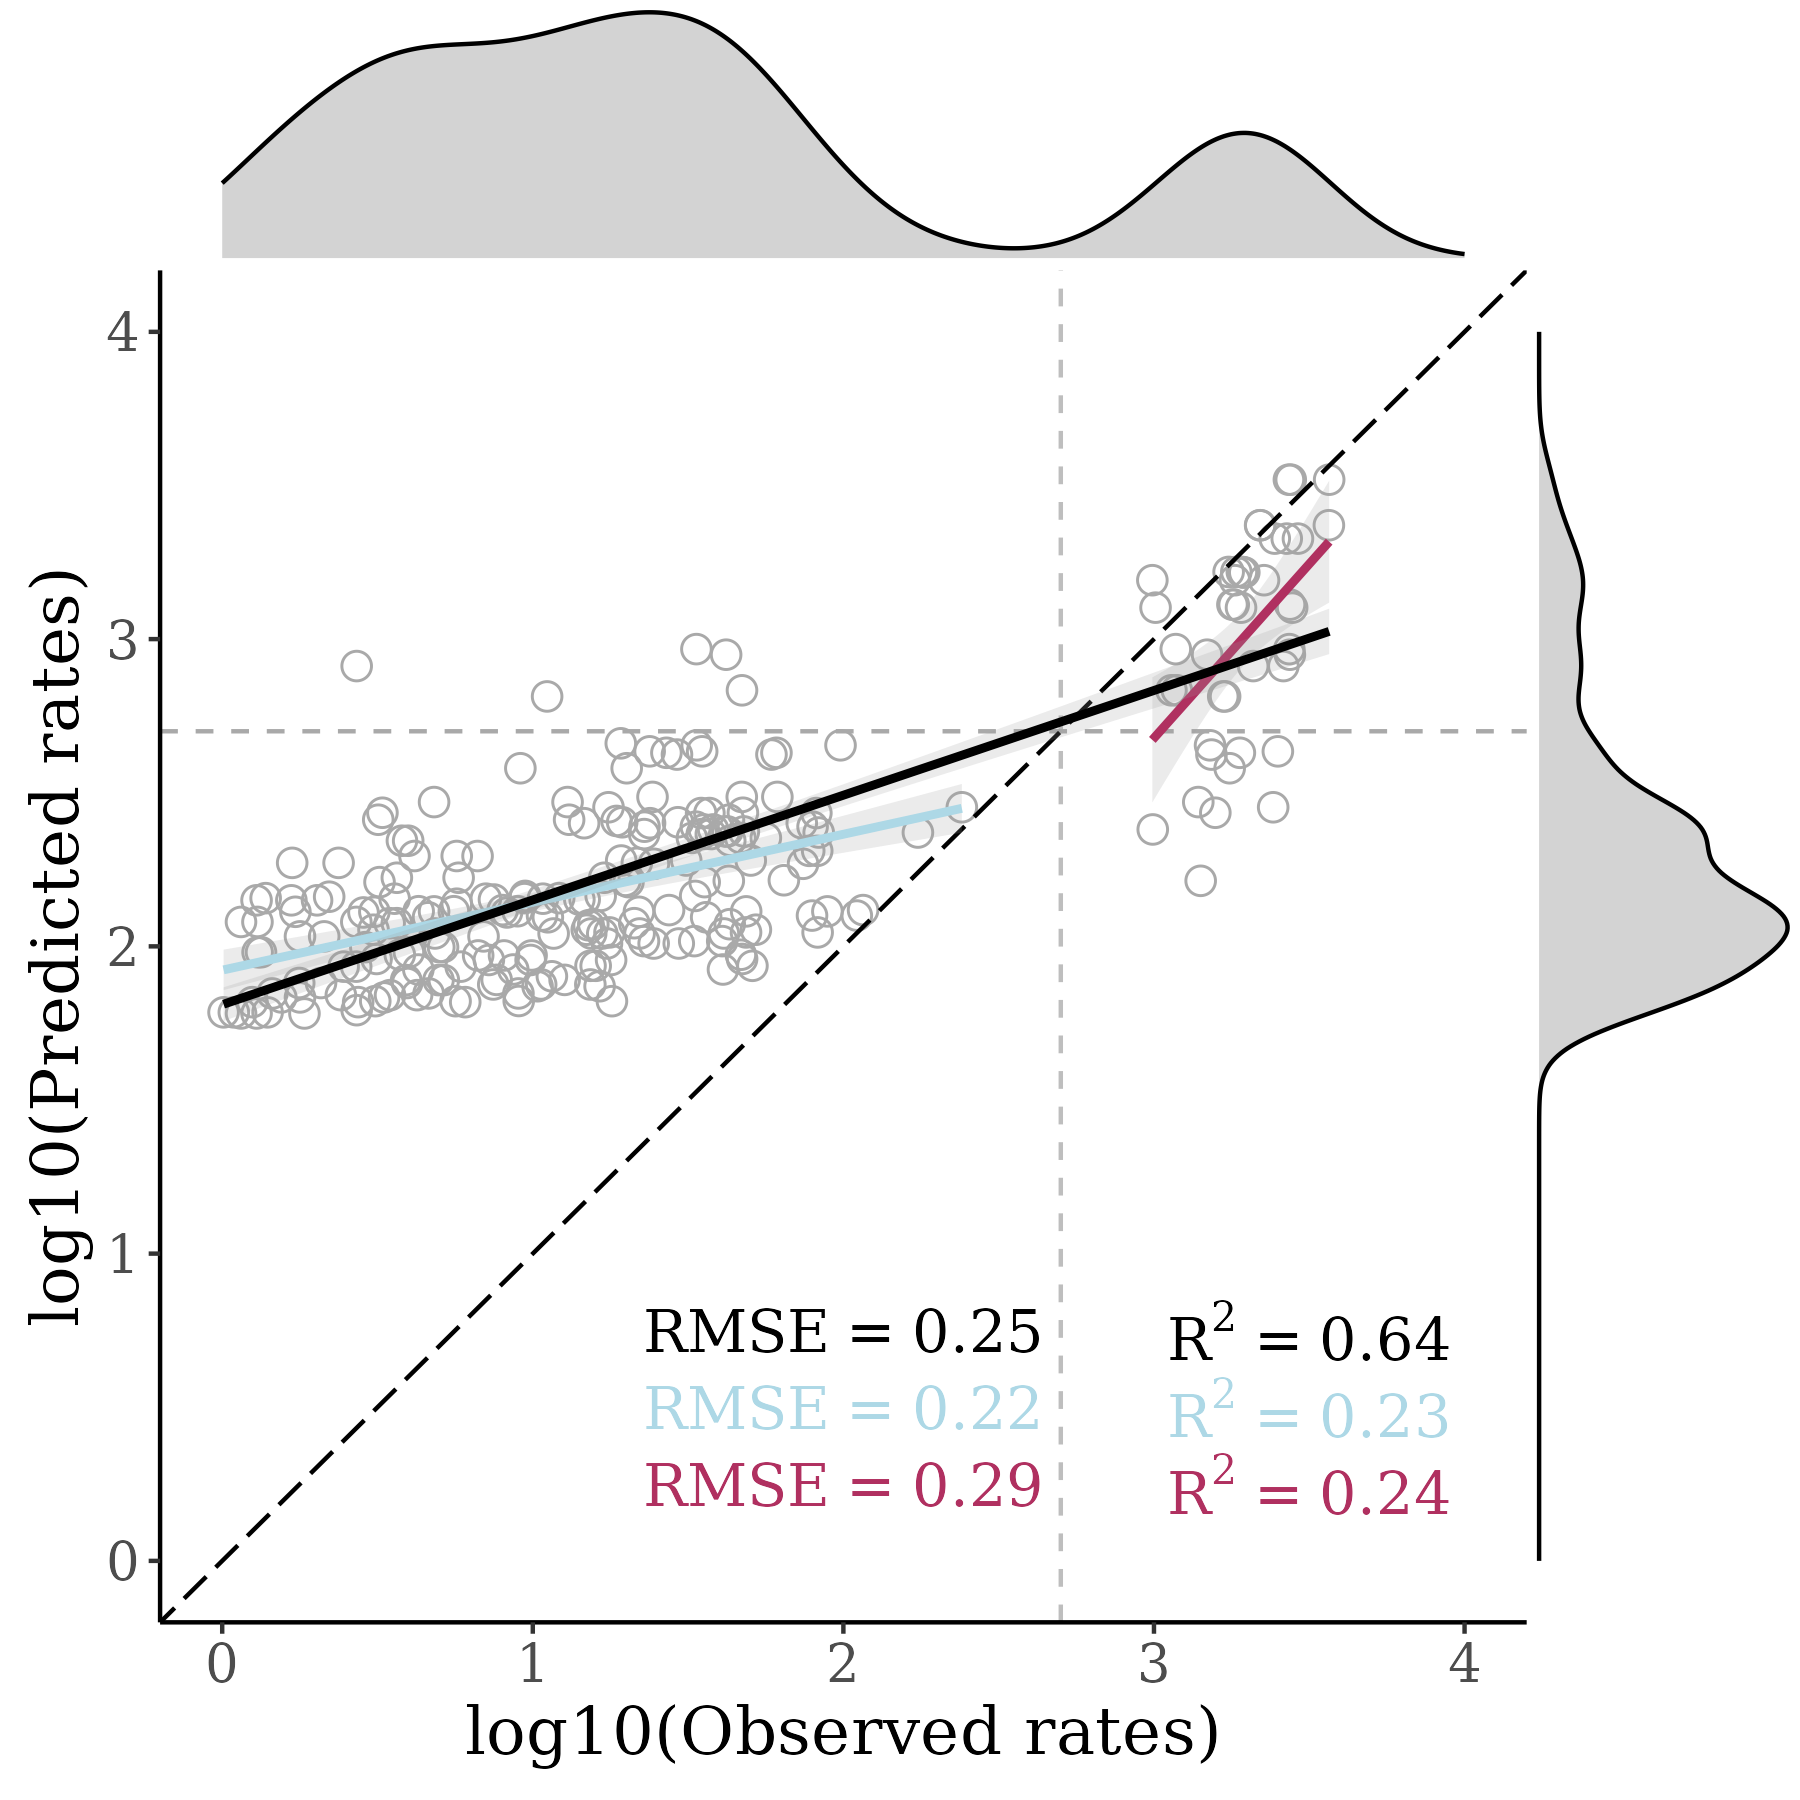 4
3
2
1
0
log10(Predicted rates)
RMSE = 0.25 R² = 0.64
RMSE = 0.22 R² = 0.23
RMSE = 0.29 R² = 0.24
0 1 2 3 4
log10(Observed rates)